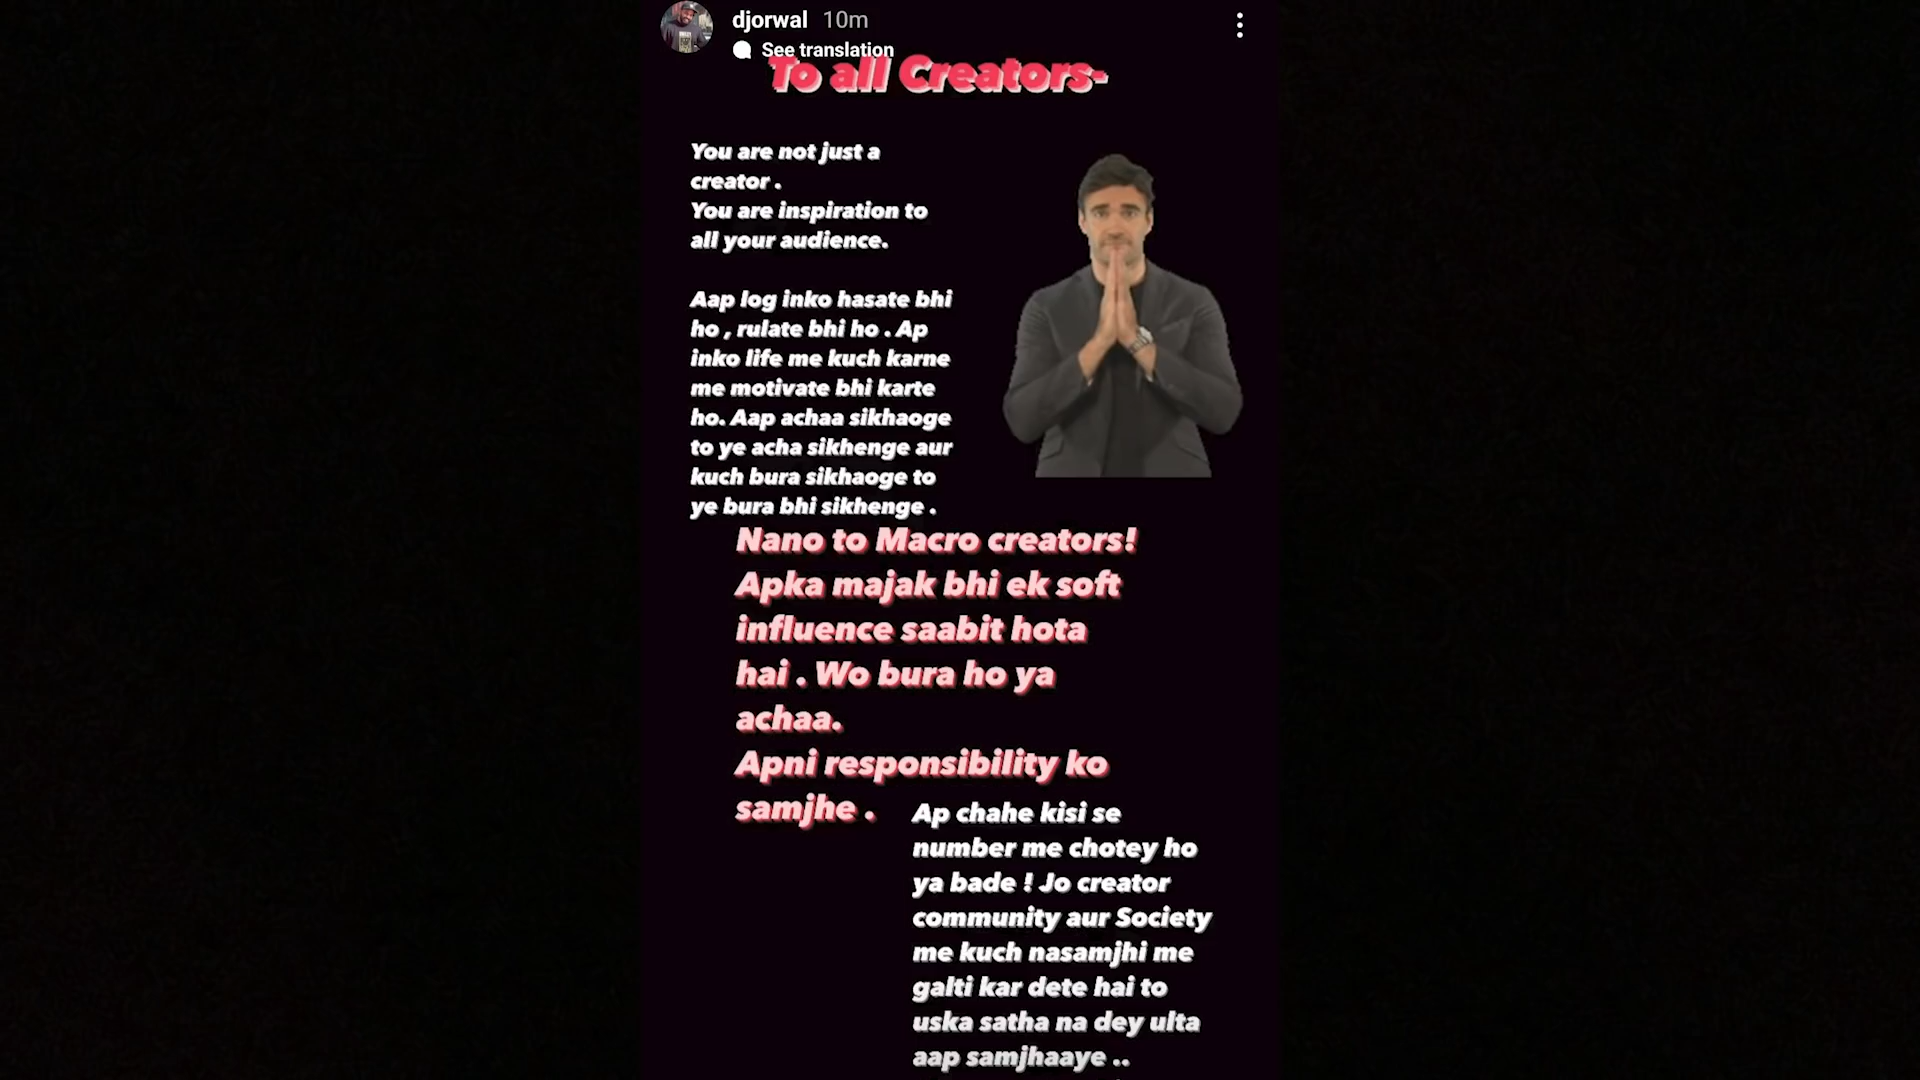 djorwal 10m
See translation
To all Creators-
You are not just a
creator .
You are inspiration to
all your audience.
Aap log inko hasate bhi
ho , rulate bhi ho . Ap
inko life me kuch karne
me motivate bhi karte
ho. Aap achaa sikhaoge
to ye acha sikhenge aur
kuch bura sikhaoge to
ye bura bhi sikhenge .
Nano to Macro creators!
Apka majak bhi ek soft
influence saabit hota
hai . Wo bura ho ya
achaa.
Apni responsibility ko
samjhe .
Ap chahe kisi se
number me chotey ho
ya bade ! Jo creator
community aur Society
me kuch nasamjhi me
galti kar dete hai to
uska satha na dey ulta
aap samjhaaye ..